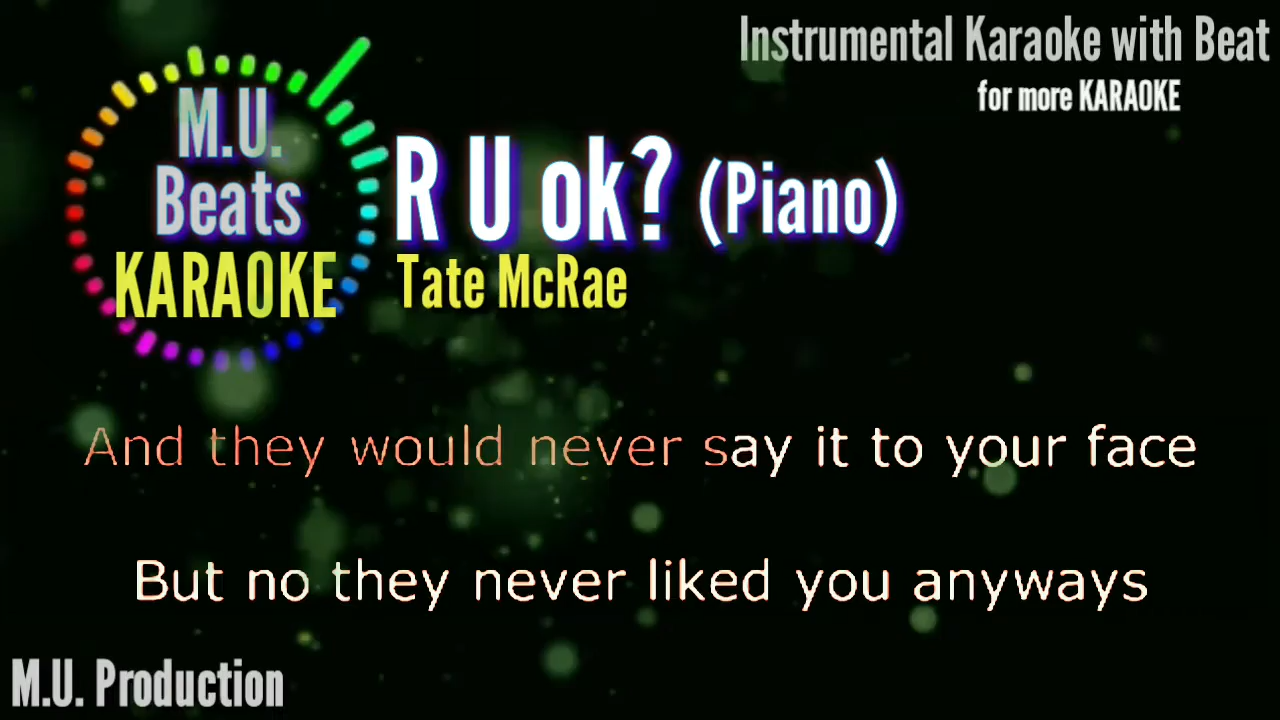 Instrumental Karaoke with Beat
for more KARAOKE
M.U.
Beats
KARAOKE
R U ok? (Piano)
Tate McRae
And they would never say it to your face
But no they never liked you anyways
M.U. Production